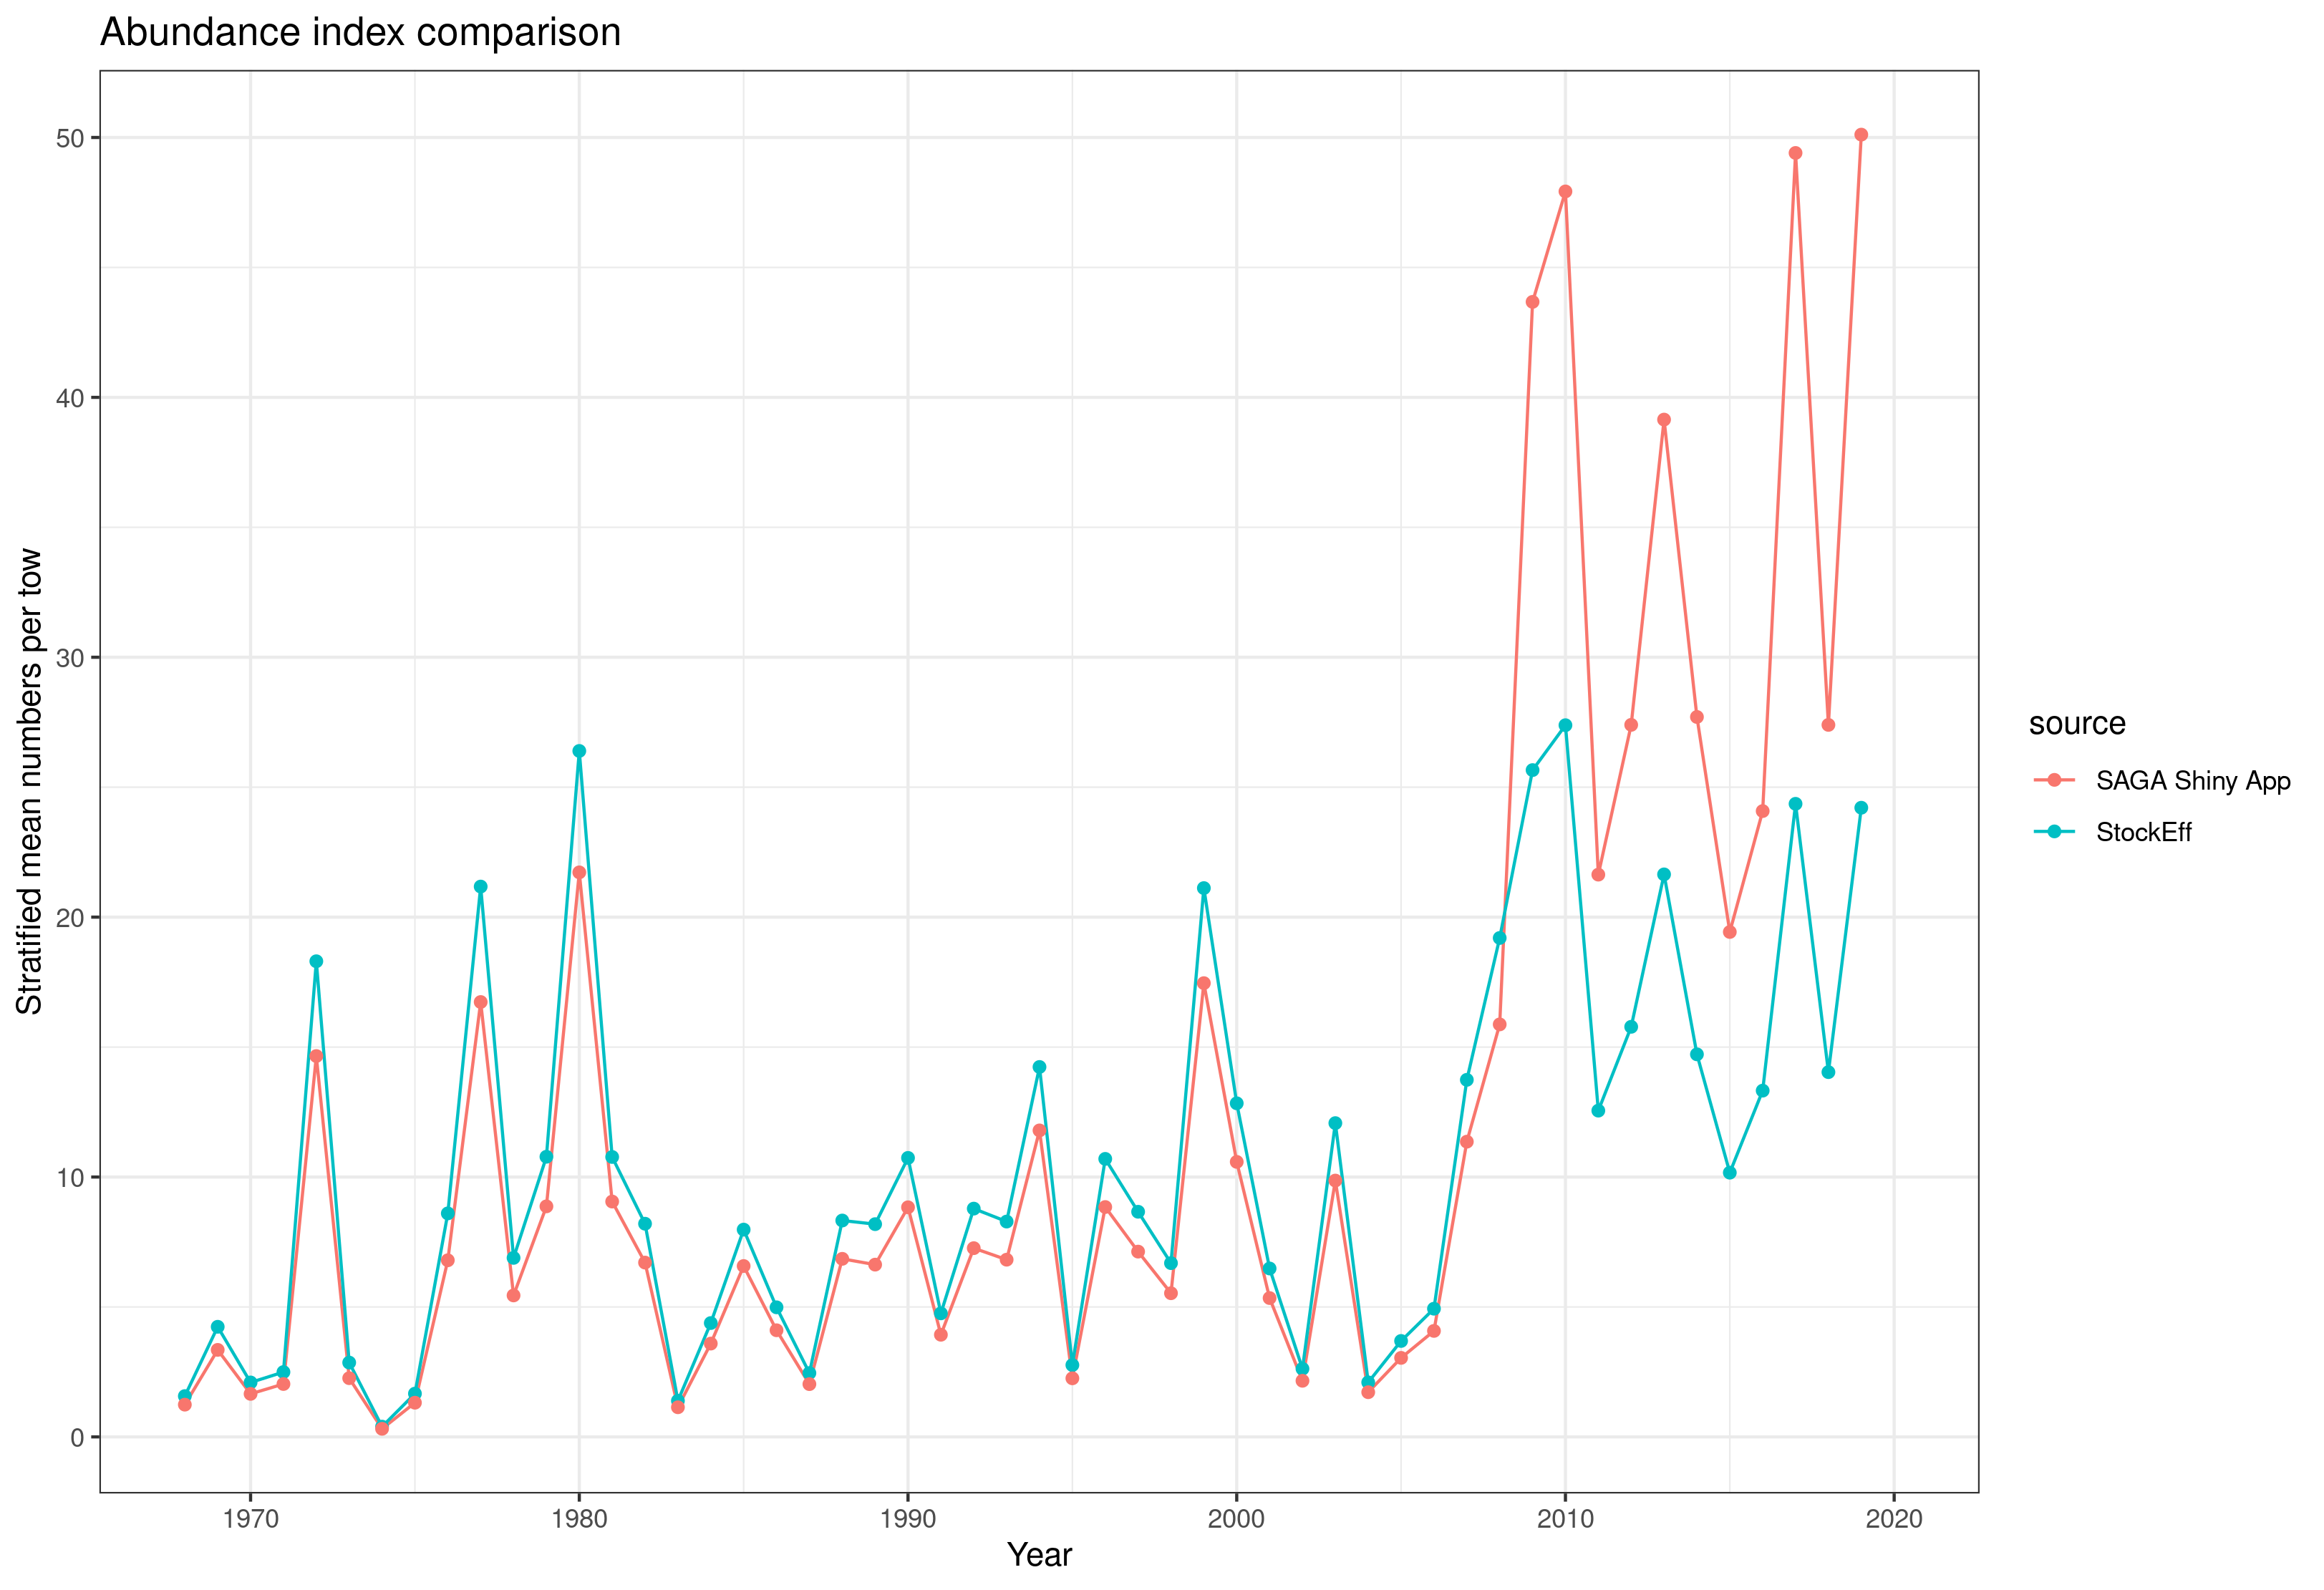 Abundance index comparison
Stratified mean numbers per tow
50
40
30
20
10
0
1970 1980 1990 2000 2010 2020
Year
source
SAGA Shiny App
StockEff